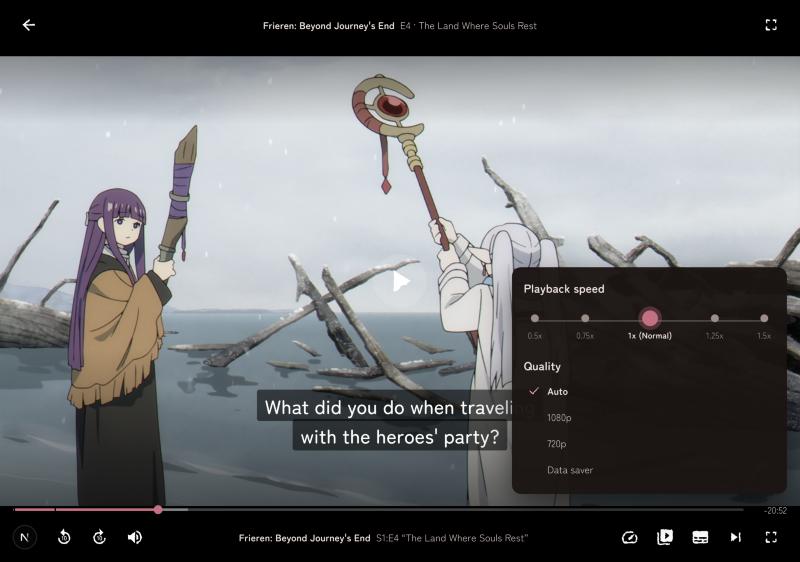 Frieren: Beyond Journey's End E4 · The Land Where Souls Rest
Playback speed
0.5x 0.75x 1x (Normal) 1.25x 1.5x
Quality
Auto
1080p
720p
Data saver
What did you do when traveling
with the heroes' party?
-20:52
N 10 10 Frieren: Beyond Journey's End S1:E4 “The Land Where Souls Rest”